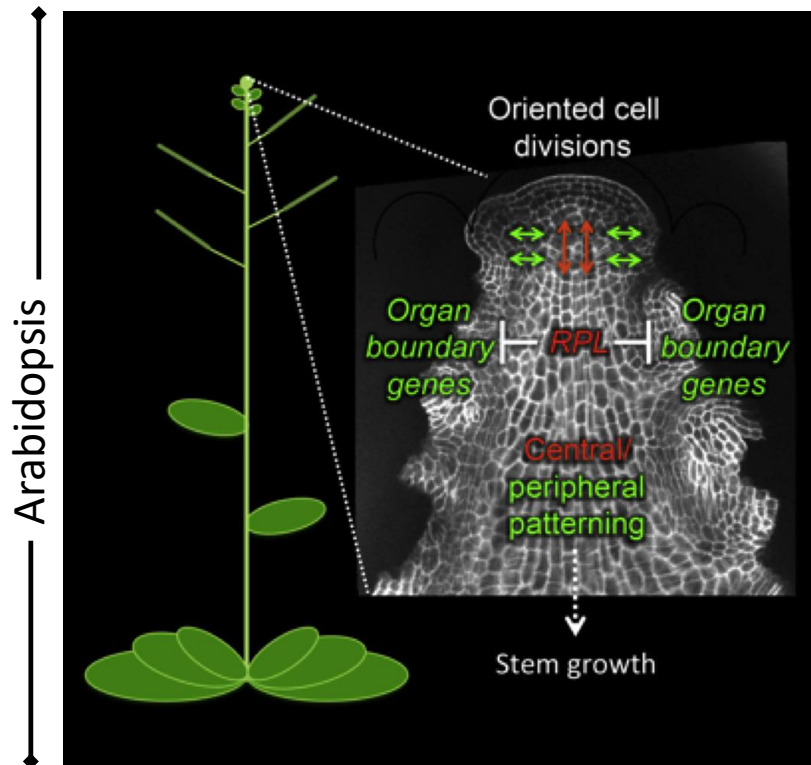 Arabidopsis
Oriented cell
divisions
Organ
boundary
genes
RPL
Organ
boundary
genes
Central/
peripheral
patterning
Stem growth